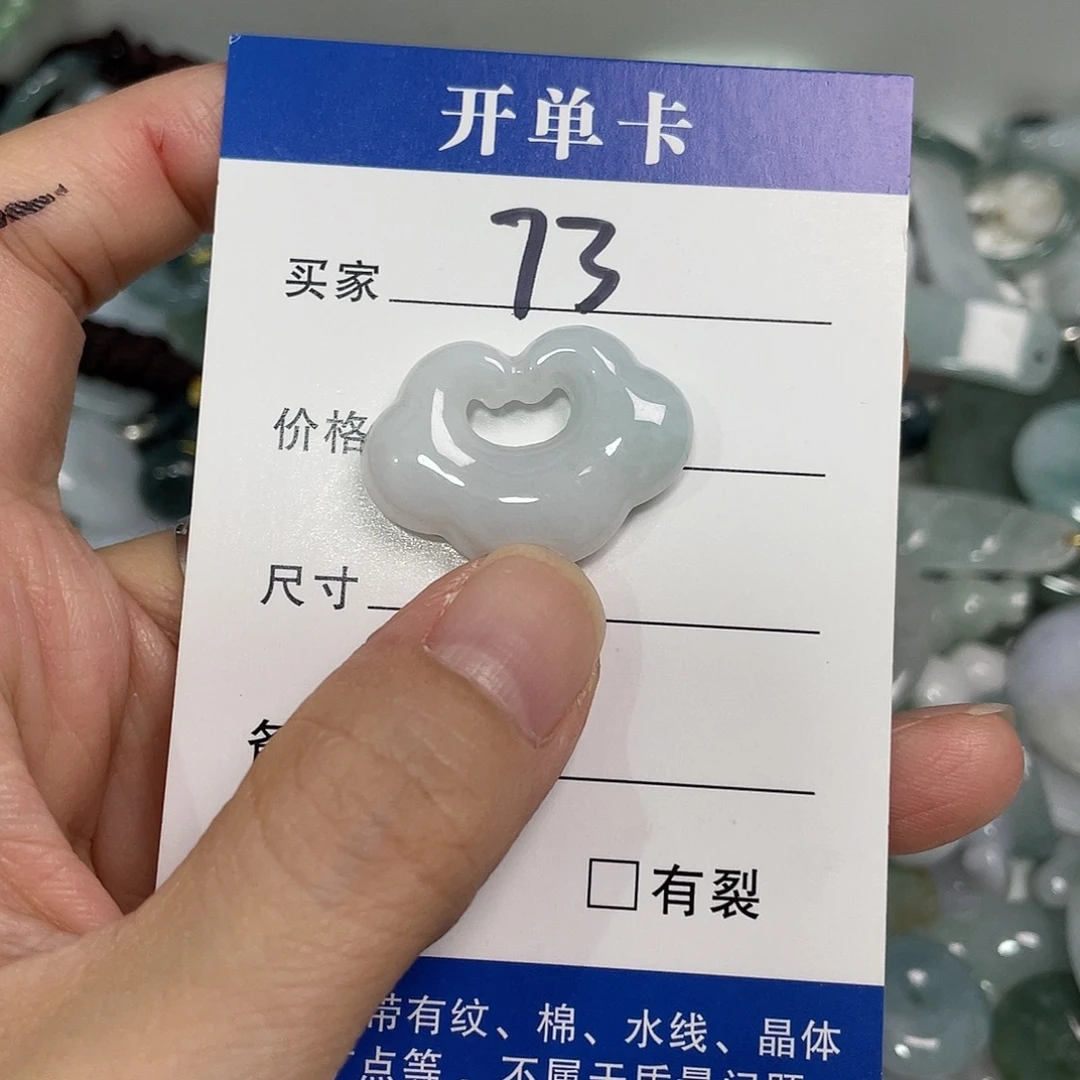 开单卡
买家 73
价格
尺寸
有裂
带有纹、棉、水线、晶体
点等，不属于质量问题